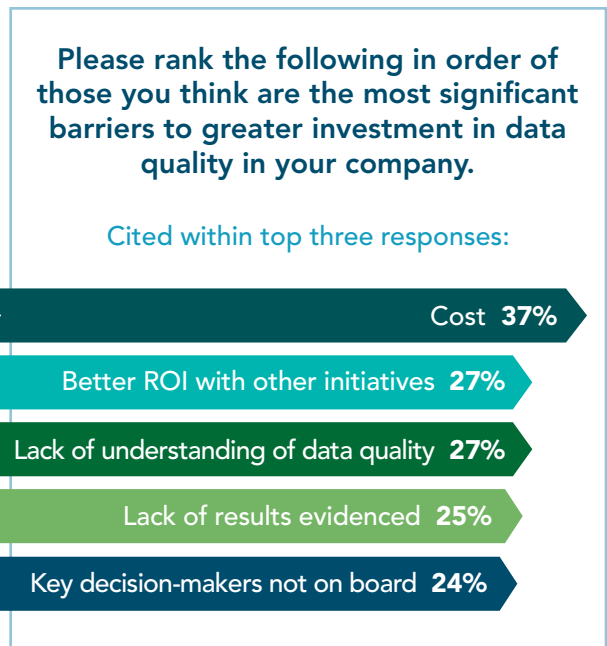 Please rank the following in order of
those you think are the most significant
barriers to greater investment in data
quality in your company.
Cited within top three responses:
Cost 37%
Better ROI with other initiatives 27%
Lack of understanding of data quality 27%
Lack of results evidenced 25%
Key decision-makers not on board 24%